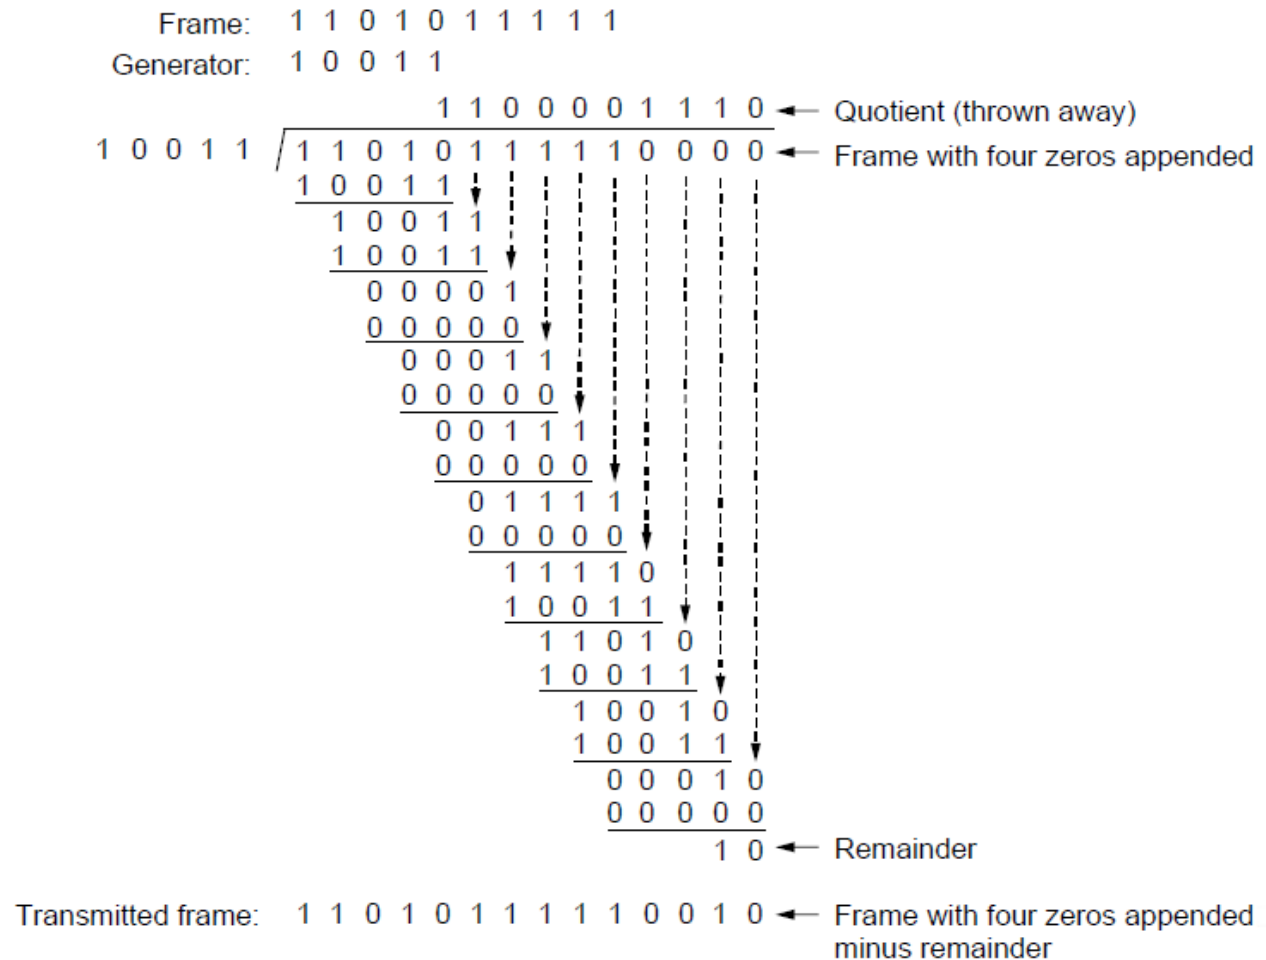 Frame: 1 1 0 1 0 1 1 1 1 1
Generator: 1 0 0 1 1
1 1 0 0 0 0 1 1 1 0 Quotient (thrown away)
1 0 0 1 1 1 1 0 1 0 1 1 1 1 1 0 0 0 0 Frame with four zeros appended
1 0 0 1 1
1 0 0 1 1
1 0 0 1 1
0 0 0 0 1
0 0 0 0 0
0 0 0 1 1
0 0 0 0 0
0 0 1 1 1
0 0 0 0 0
0 1 1 1 1
0 0 0 0 0
1 1 1 1 0
1 0 0 1 1
1 1 0 1 0
1 0 0 1 1
1 0 0 1 0
1 0 0 1 1
0 0 0 1 0
0 0 0 0 0
1 0 Remainder
Transmitted frame: 1 1 0 1 0 1 1 1 1 1 0 0 1 0 Frame with four zeros appended
minus remainder